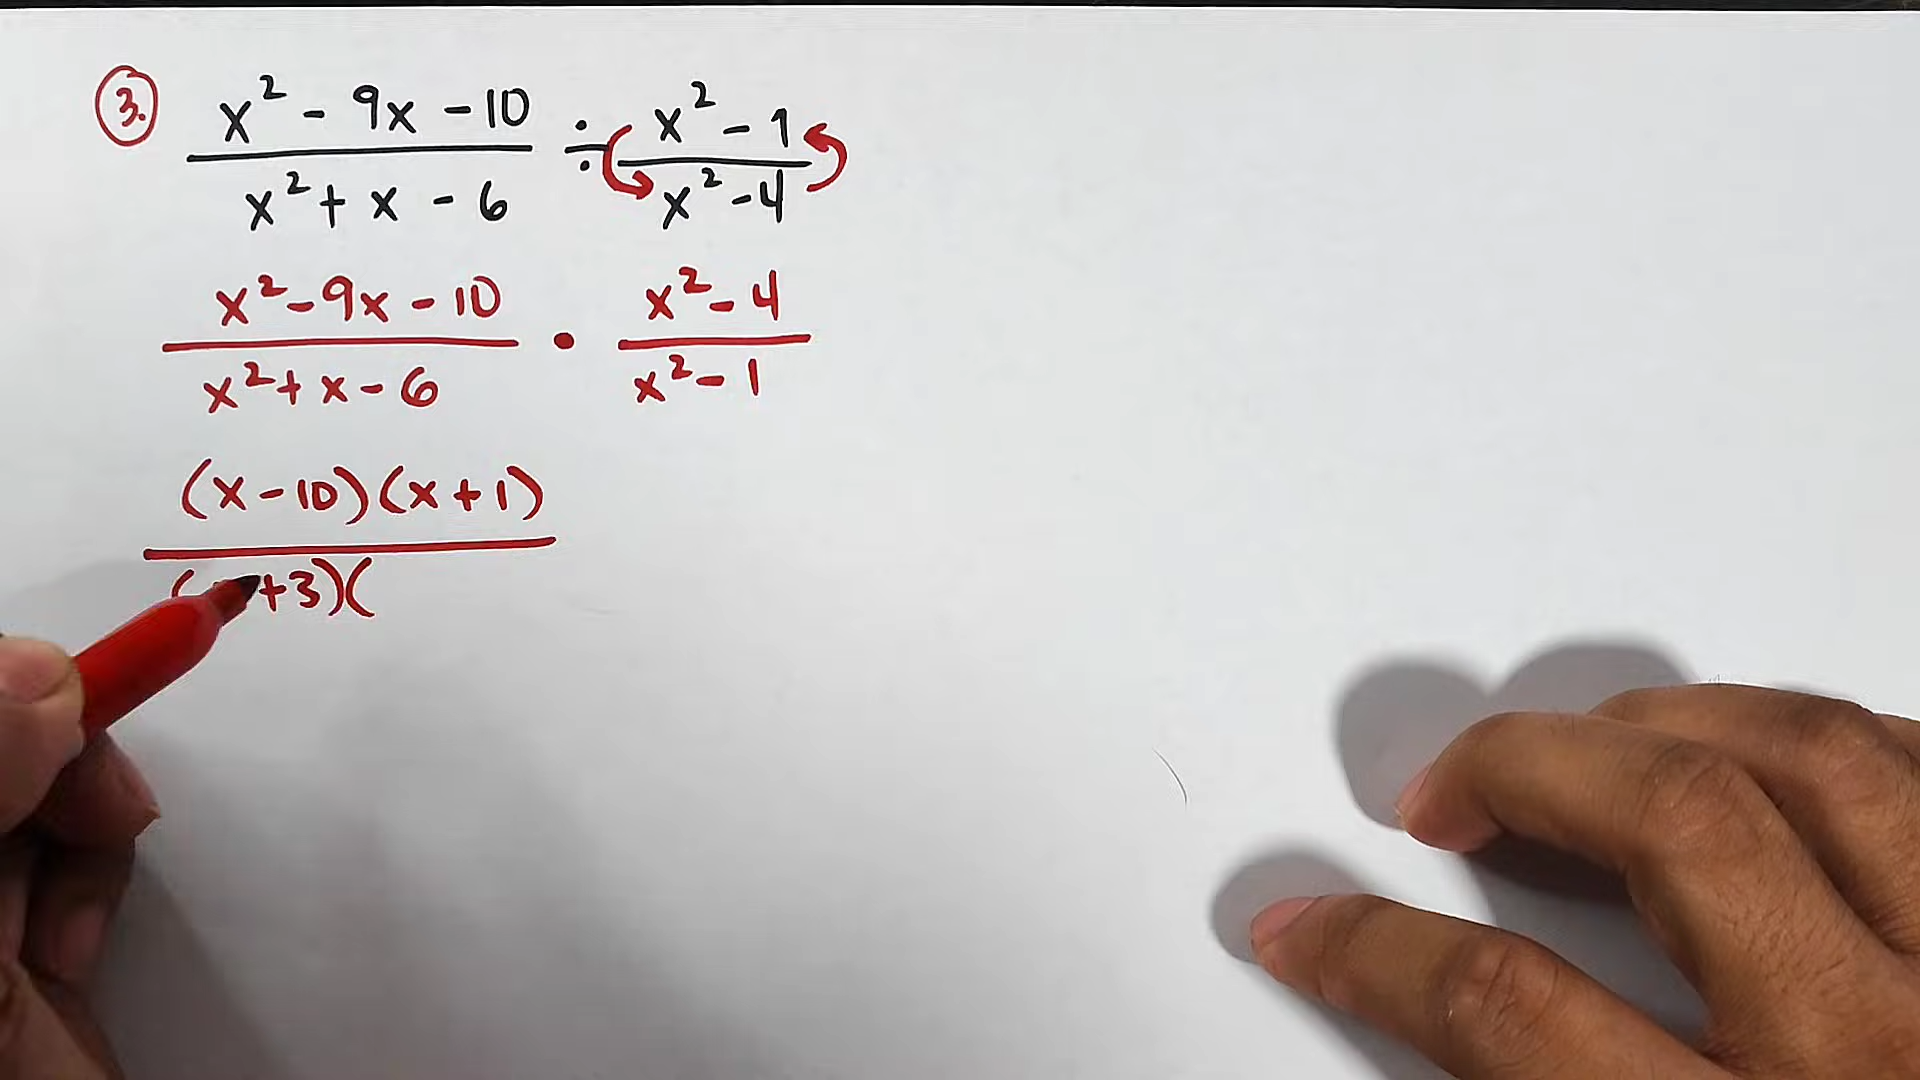 3. x² - 9x - 10 ÷ x² - 1
x² + x - 6 x² - 4
x² - 9x - 10 • x² - 4
x² + x - 6 x² - 1
(x - 10)(x + 1)
( +3)(